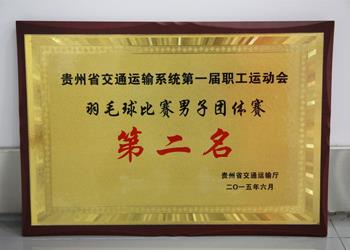 贵州省交通运输系统第一届职工运动会
羽毛球比赛男子团体赛
第二名
贵州省交通运输厅
二〇一五年六月